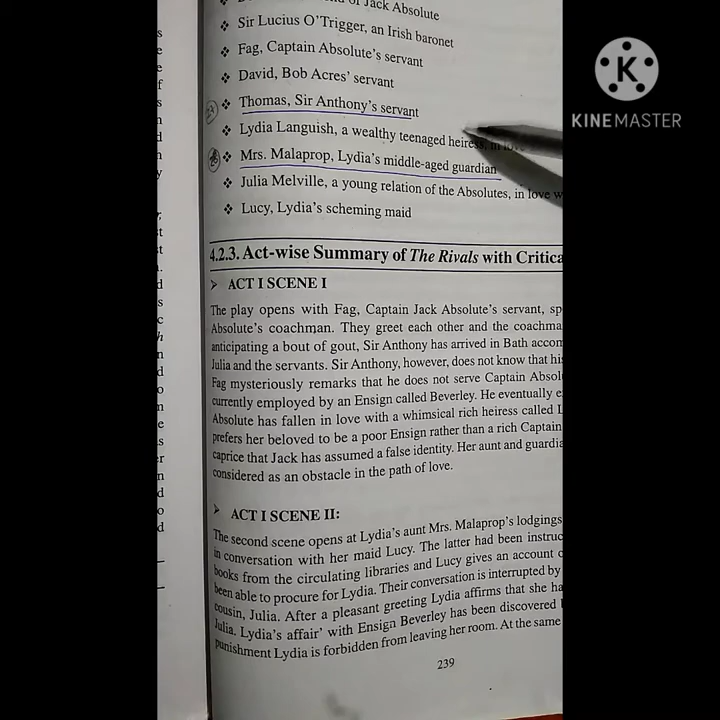 of Jack Absolute
❖ Sir Lucius O'Trigger, an Irish baronet
❖ Fag, Captain Absolute's servant
❖ David, Bob Acres' servant
❖ Thomas, Sir Anthony's servant
❖ Lydia Languish, a wealthy teenaged heiress, in love
❖ Mrs. Malaprop, Lydia's middle-aged guardian
❖ Julia Melville, a young relation of the Absolutes, in love w
❖ Lucy, Lydia's scheming maid
4.2.3. Act-wise Summary of The Rivals with Critica
➢ ACT I SCENE I
The play opens with Fag, Captain Jack Absolute's servant, sp
Absolute's coachman. They greet each other and the coachma
anticipating a bout of gout, Sir Anthony has arrived in Bath accom
Julia and the servants. Sir Anthony, however, does not know that his
Fag mysteriously remarks that he does not serve Captain Absol
currently employed by an Ensign called Beverley. He eventually e
Absolute has fallen in love with a whimsical rich heiress called L
prefers her beloved to be a poor Ensign rather than a rich Captain
caprice that Jack has assumed a false identity. Her aunt and guardia
considered as an obstacle in the path of love.
➢ ACT I SCENE II:
The second scene opens at Lydia's aunt Mrs. Malaprop's lodgings
in conversation with her maid Lucy. The latter had been instruc
books from the circulating libraries and Lucy gives an account o
been able to procure for Lydia. Their conversation is interrupted by
cousin, Julia. After a pleasant greeting Lydia affirms that she ha
Julia. Lydia's affair' with Ensign Beverley has been discovered
punishment Lydia is forbidden from leaving her room. At the same
239
KINEMASTER